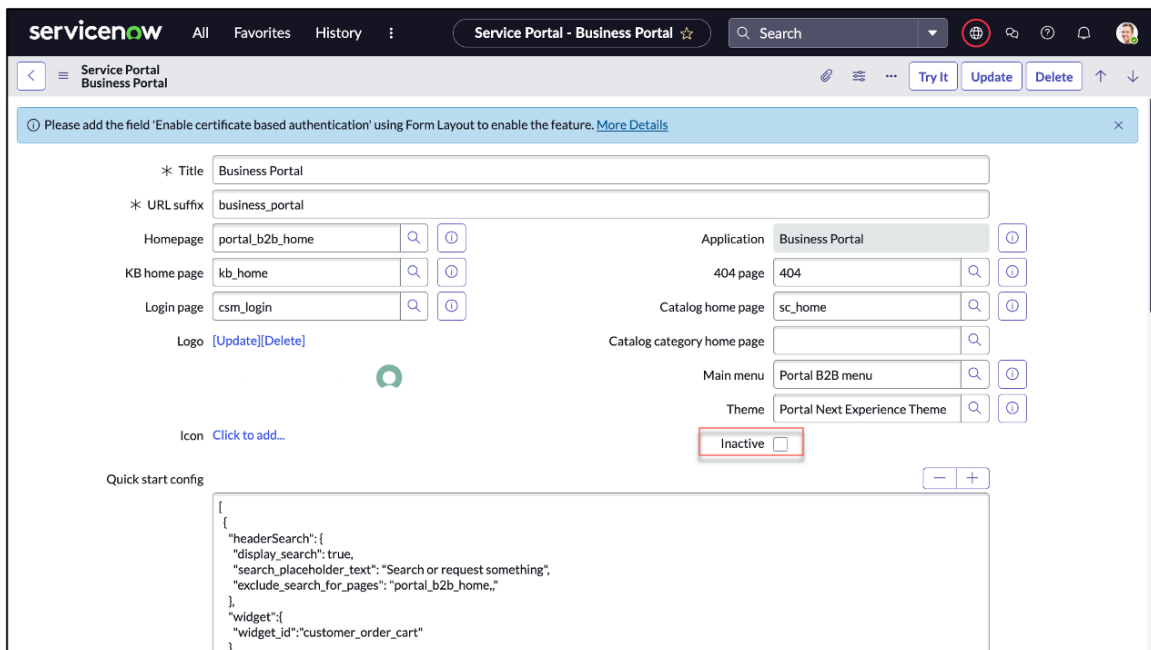 servicenow All Favorites History Service Portal - Business Portal Search
Service Portal
Business Portal
Try It Update Delete
Please add the field 'Enable certificate based authentication' using Form Layout to enable the feature. More Details
Title Business Portal
URL suffix business_portal
Homepage portal_b2b_home
Application Business Portal
KB home page kb_home
404 page 404
Login page csm_login
Catalog home page sc_home
Logo [Update][Delete]
Catalog category home page
Main menu Portal B2B menu
Theme Portal Next Experience Theme
Icon Click to add...
Inactive
Quick start config
[
{
"headerSearch": {
"display_search": true,
"search_placeholder_text": "Search or request something",
"exclude_search_for_pages": "portal_b2b_home,,"
},
"widget":{
"widget_id":"customer_order_cart"
}